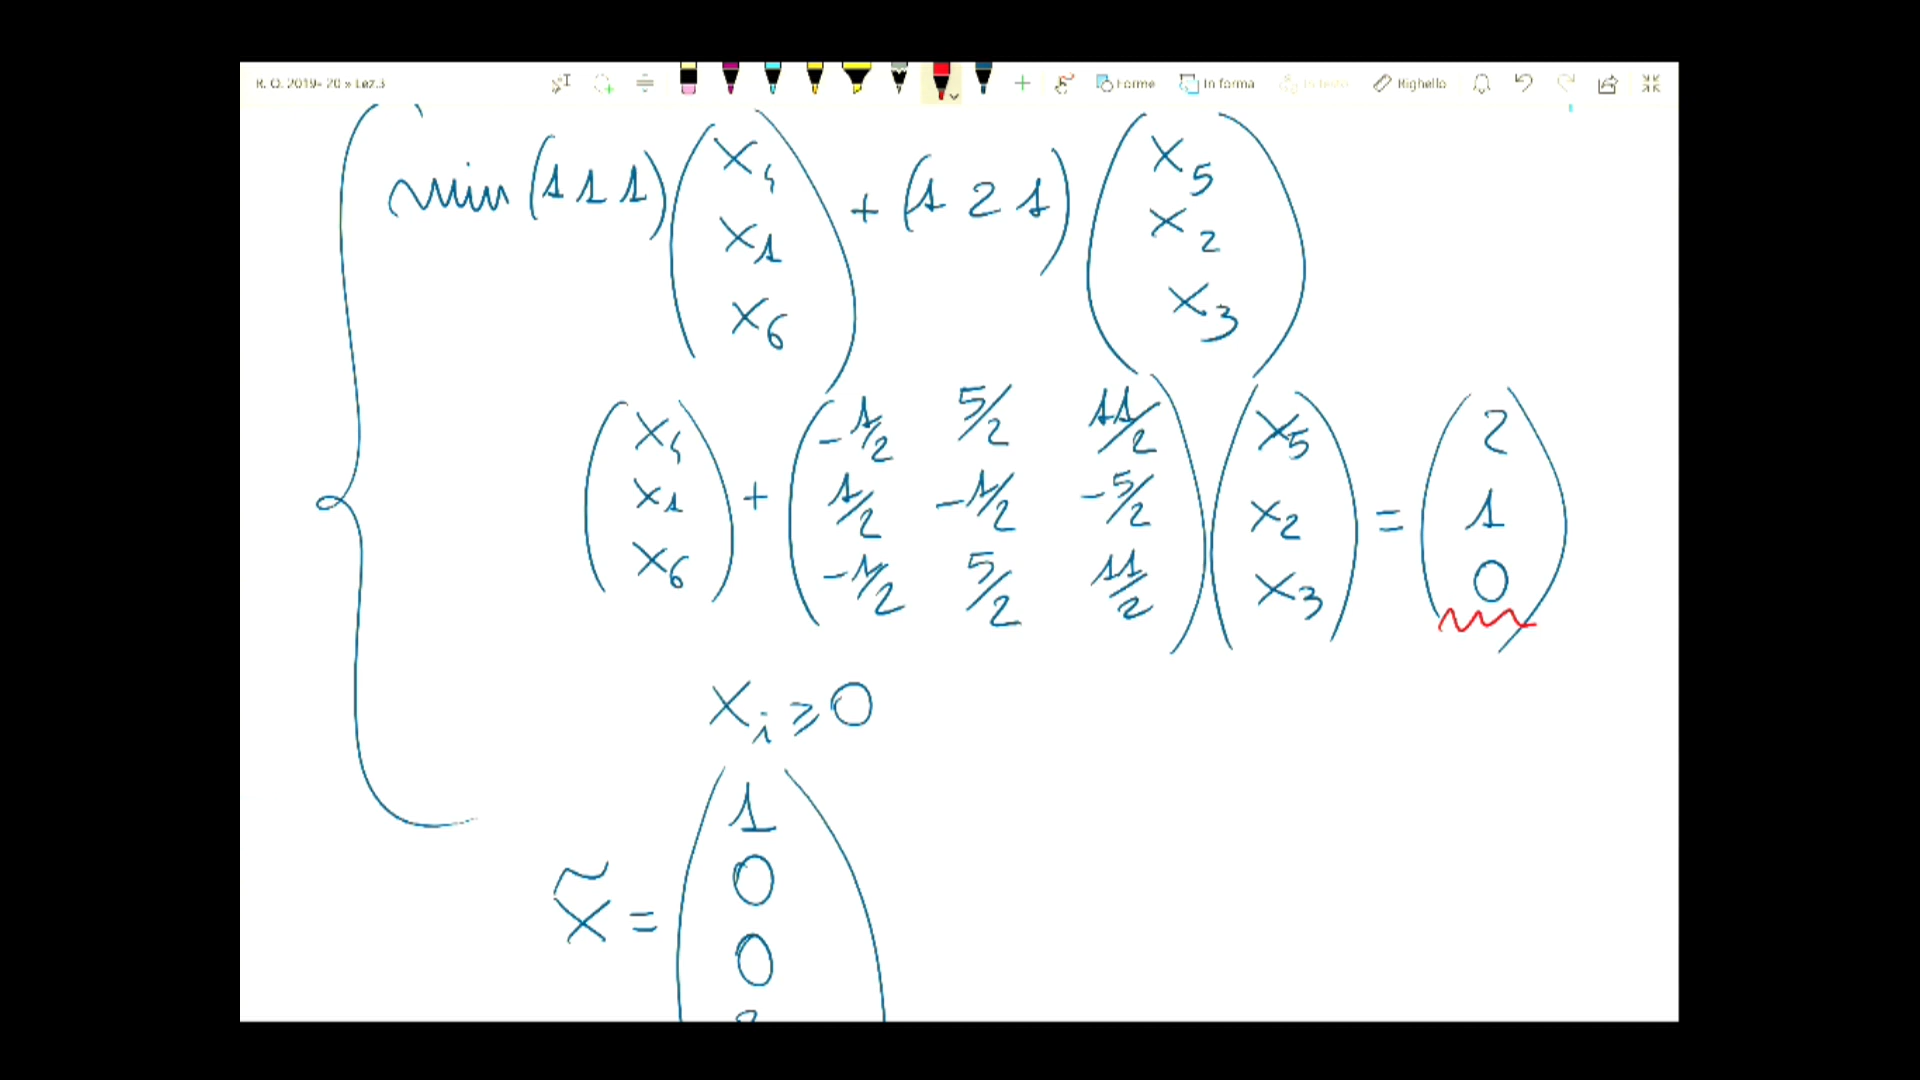 R. O. 2019- 20 » Lez.3 Forme In forma In testo Righello
min (1 1 1) (x4 x1 x6) + (1 2 1) (x5 x2 x3)
(x4 x1 x6) + (-1/2 5/2 11/2 1/2 -1/2 -5/2 -1/2 5/2 11/2) (x5 x2 x3) = (2 1 0)
xi ≥ 0
x̃ = (1 0 0